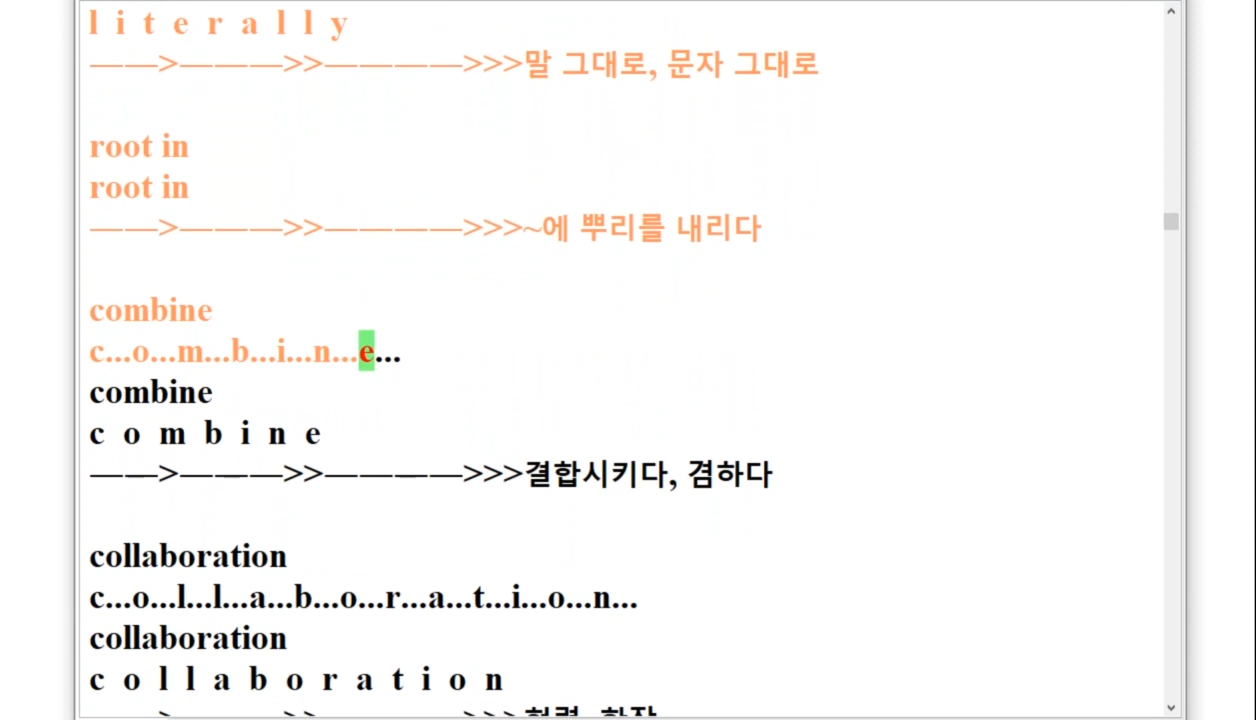 l i t e r a l l y
——>———>>————>>>말 그대로, 문자 그대로
root in
root in
——>———>>————>>>~에 뿌리를 내리다
combine
c...o...m...b...i...n...e...
combine
c o m b i n e
——>———>>————>>>결합시키다, 겸하다
collaboration
c...o...l...l...a...b...o...r...a...t...i...o...n...
collaboration
c o l l a b o r a t i o n